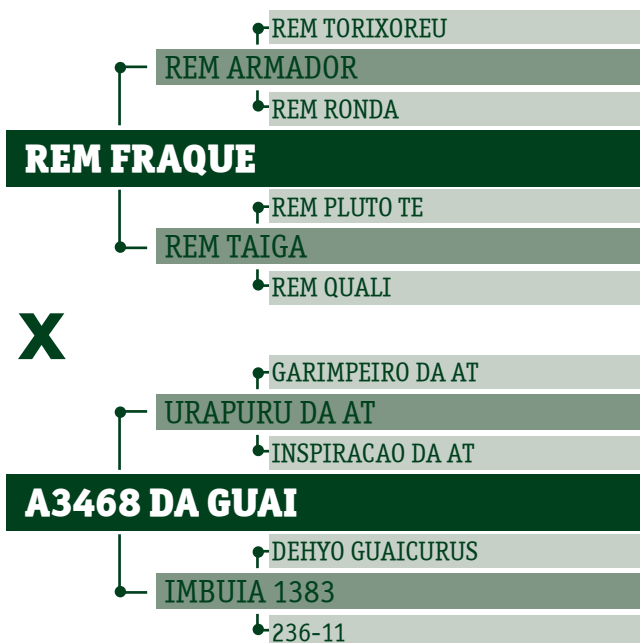 REM TORIXOREU
REM ARMADOR
REM RONDA
REM FRAQUE
REM PLUTO TE
REM TAIGA
REM QUALI
X
GARIMPEIRO DA AT
URAPURU DA AT
INSPIRACAO DA AT
A3468 DA GUAI
DEHYO GUAICURUS
IMBUIA 1383
236-11